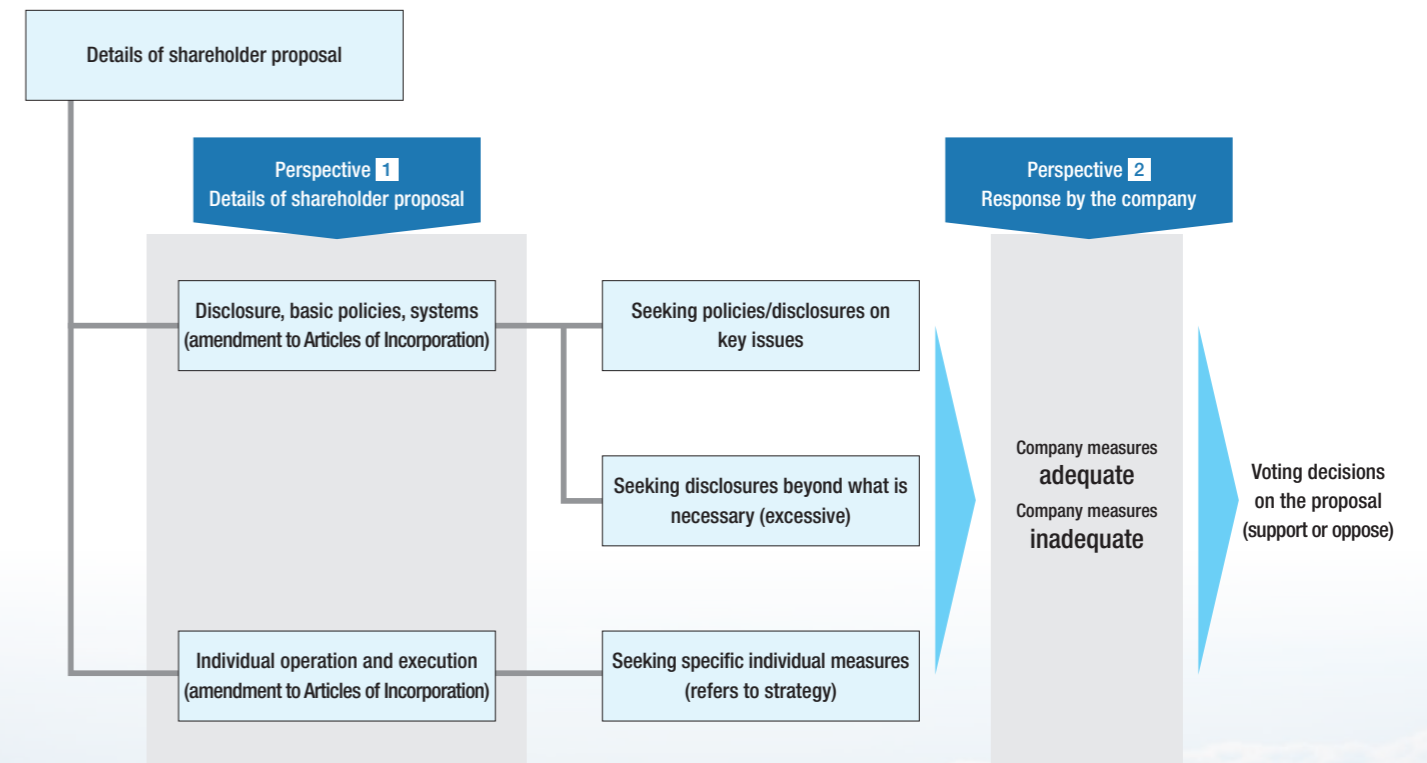 Details of shareholder proposal
Perspective 1
Details of shareholder proposal
Perspective 2
Response by the company
Disclosure, basic policies, systems
(amendment to Articles of Incorporation)
Seeking policies/disclosures on
key issues
Seeking disclosures beyond what is
necessary (excessive)
Individual operation and execution
(amendment to Articles of Incorporation)
Seeking specific individual measures
(refers to strategy)
Company measures
adequate
Company measures
inadequate
Voting decisions
on the proposal
(support or oppose)